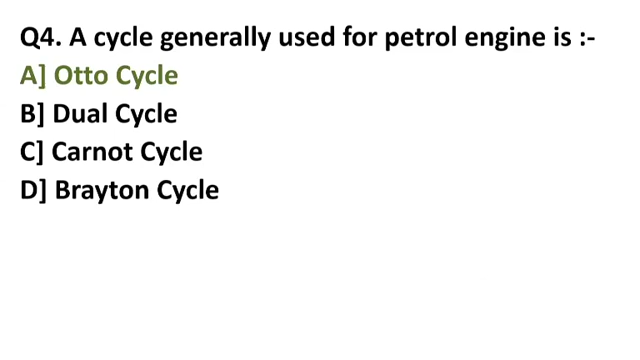 Q4. A cycle generally used for petrol engine is :-
A] Otto Cycle
B] Dual Cycle
C] Carnot Cycle
D] Brayton Cycle